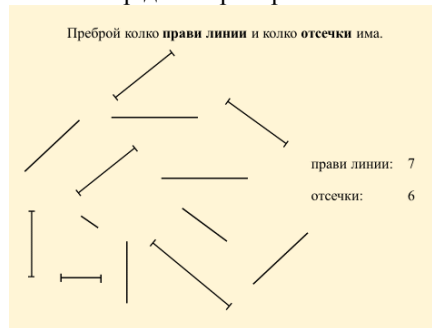 Преброй колко прави линии и колко отсечки има.
прави линии: 7
отсечки: 6